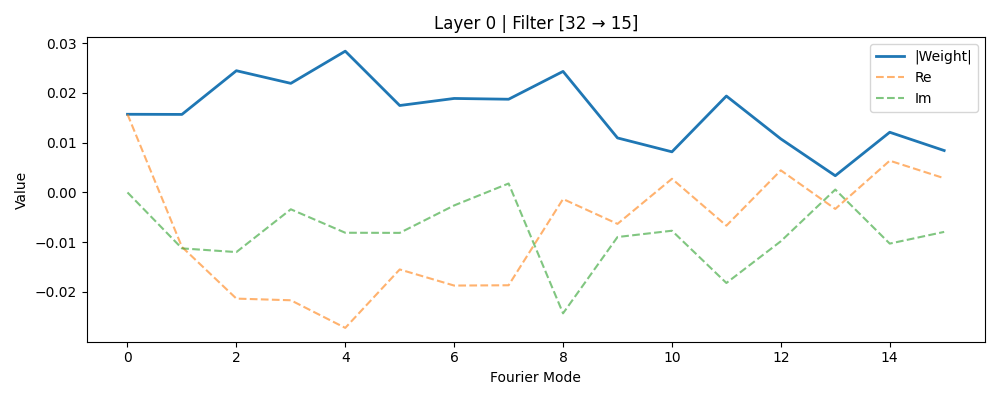 Layer 0 | Filter [32 → 15]
0.03
0.02
0.01
0.00
−0.01
−0.02
Value
|Weight|
Re
Im
0 2 4 6 8 10 12 14
Fourier Mode